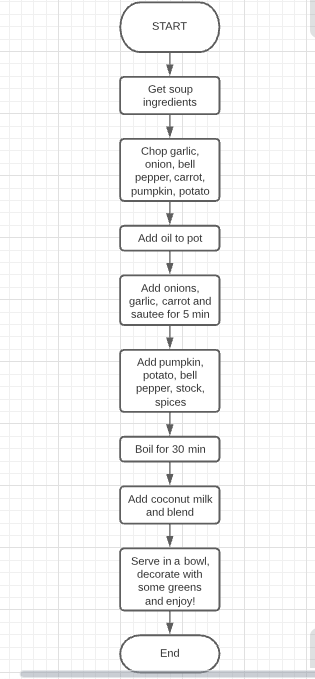 START
Get soup
ingredients
Chop garlic,
onion, bell
pepper, carrot,
pumpkin, potato
Add oil to pot
Add onions,
garlic, carrot and
sautee for 5 min
Add pumpkin,
potato, bell
pepper, stock,
spices
Boil for 30 min
Add coconut milk
and blend
Serve in a bowl,
decorate with
some greens
and enjoy!
End